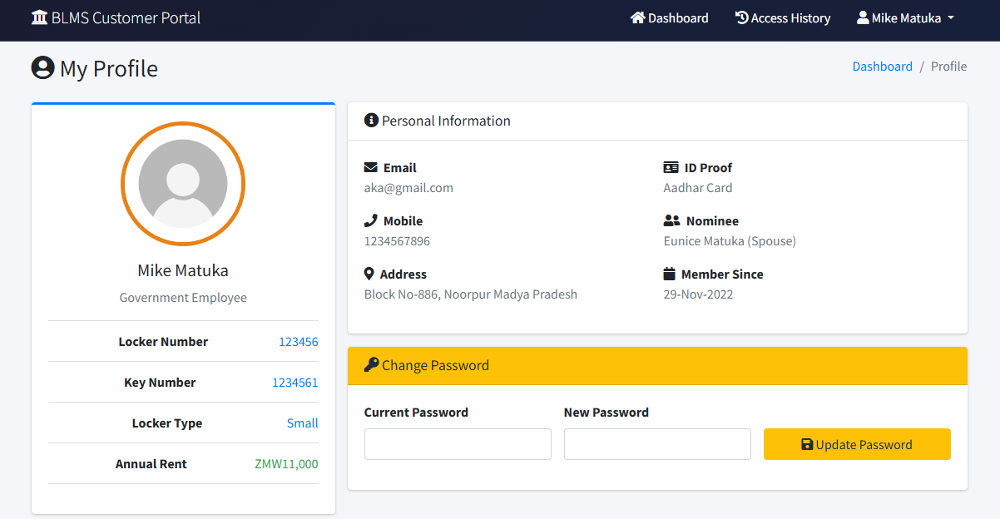 BLMS Customer Portal
Dashboard
Access History
Mike Matuka
My Profile
Dashboard / Profile
Mike Matuka
Government Employee
Locker Number 123456
Key Number 1234561
Locker Type Small
Annual Rent ZMW11,000
Personal Information
Email
aka@gmail.com
ID Proof
Aadhar Card
Mobile
1234567896
Nominee
Eunice Matuka (Spouse)
Address
Block No-886, Noorpur Madya Pradesh
Member Since
29-Nov-2022
Change Password
Current Password
New Password
Update Password